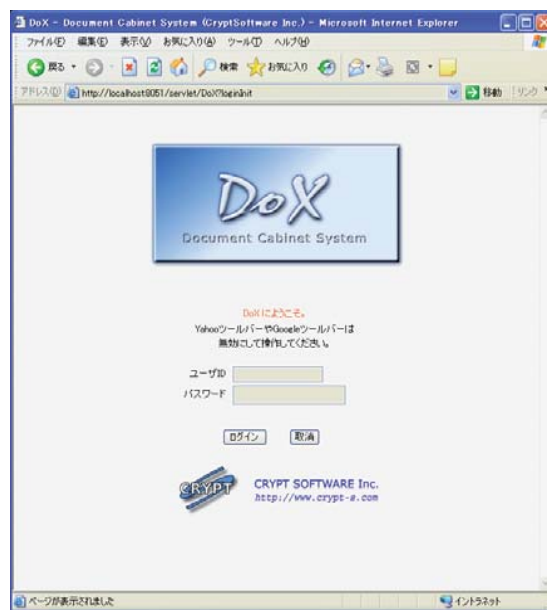 DoX - Document Cabinet System (CryptSoftware Inc.) - Microsoft Internet Explorer
ファイル(F) 編集(E) 表示(V) お気に入り(A) ツール(T) ヘルプ(H)
戻る 検索 お気に入り
アドレス(D) http://localhost8051/servlet/DoX?loginInit 移動 リンク
DoX
Document Cabinet System
DoXにようこそ。
YahooツールバーやGoogleツールバーは
無効にして操作してください。
ユーザID
パスワード
ログイン 取消
CRYPT CRYPT SOFTWARE Inc.
http://www.crypt-s.com
ページが表示されました イントラネット